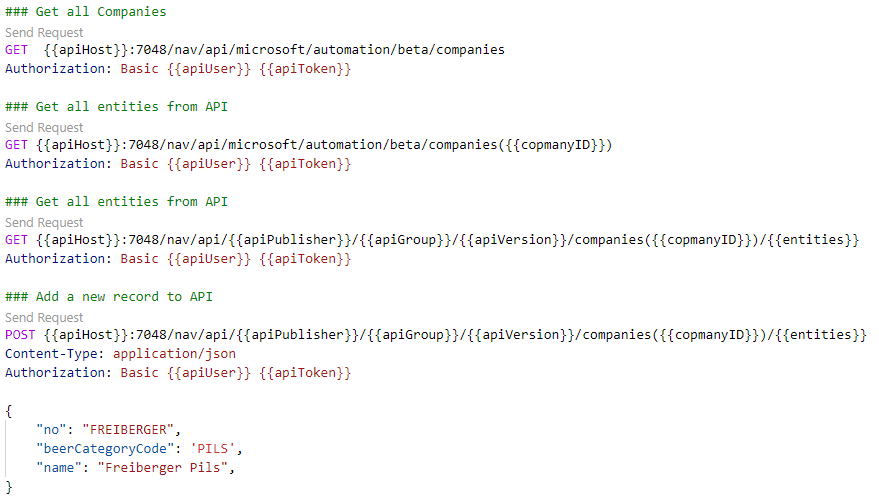 ### Get all Companies
Send Request
GET  {{apiHost}}:7048/nav/api/microsoft/automation/beta/companies
Authorization: Basic {{apiUser}} {{apiToken}}
### Get all entities from API
Send Request
GET {{apiHost}}:7048/nav/api/microsoft/automation/beta/companies({{copmanyID}})
Authorization: Basic {{apiUser}} {{apiToken}}
### Get all entities from API
Send Request
GET {{apiHost}}:7048/nav/api/{{apiPublisher}}/{{apiGroup}}/{{apiVersion}}/companies({{copmanyID}})/{{entities}}
Authorization: Basic {{apiUser}} {{apiToken}}
### Add a new record to API
Send Request
POST {{apiHost}}:7048/nav/api/{{apiPublisher}}/{{apiGroup}}/{{apiVersion}}/companies({{copmanyID}})/{{entities}}
Content-Type: application/json
Authorization: Basic {{apiUser}} {{apiToken}}
{
    "no": "FREIBERGER",
    "beerCategoryCode": 'PILS',
    "name": "Freiberger Pils",
}